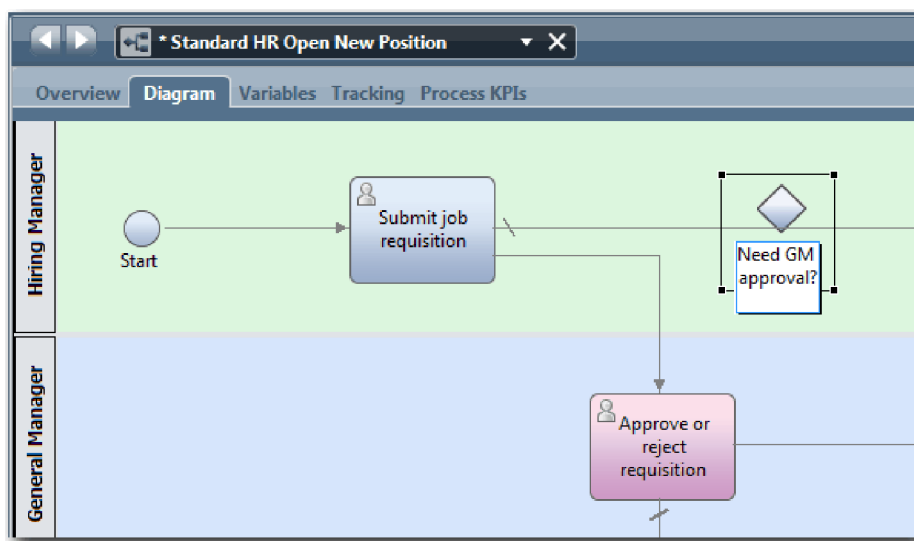 * Standard HR Open New Position
Overview Diagram Variables Tracking Process KPIs
Hiring Manager
Start
Submit job
requisition
Need GM
approval?
General Manager
Approve or
reject
requisition